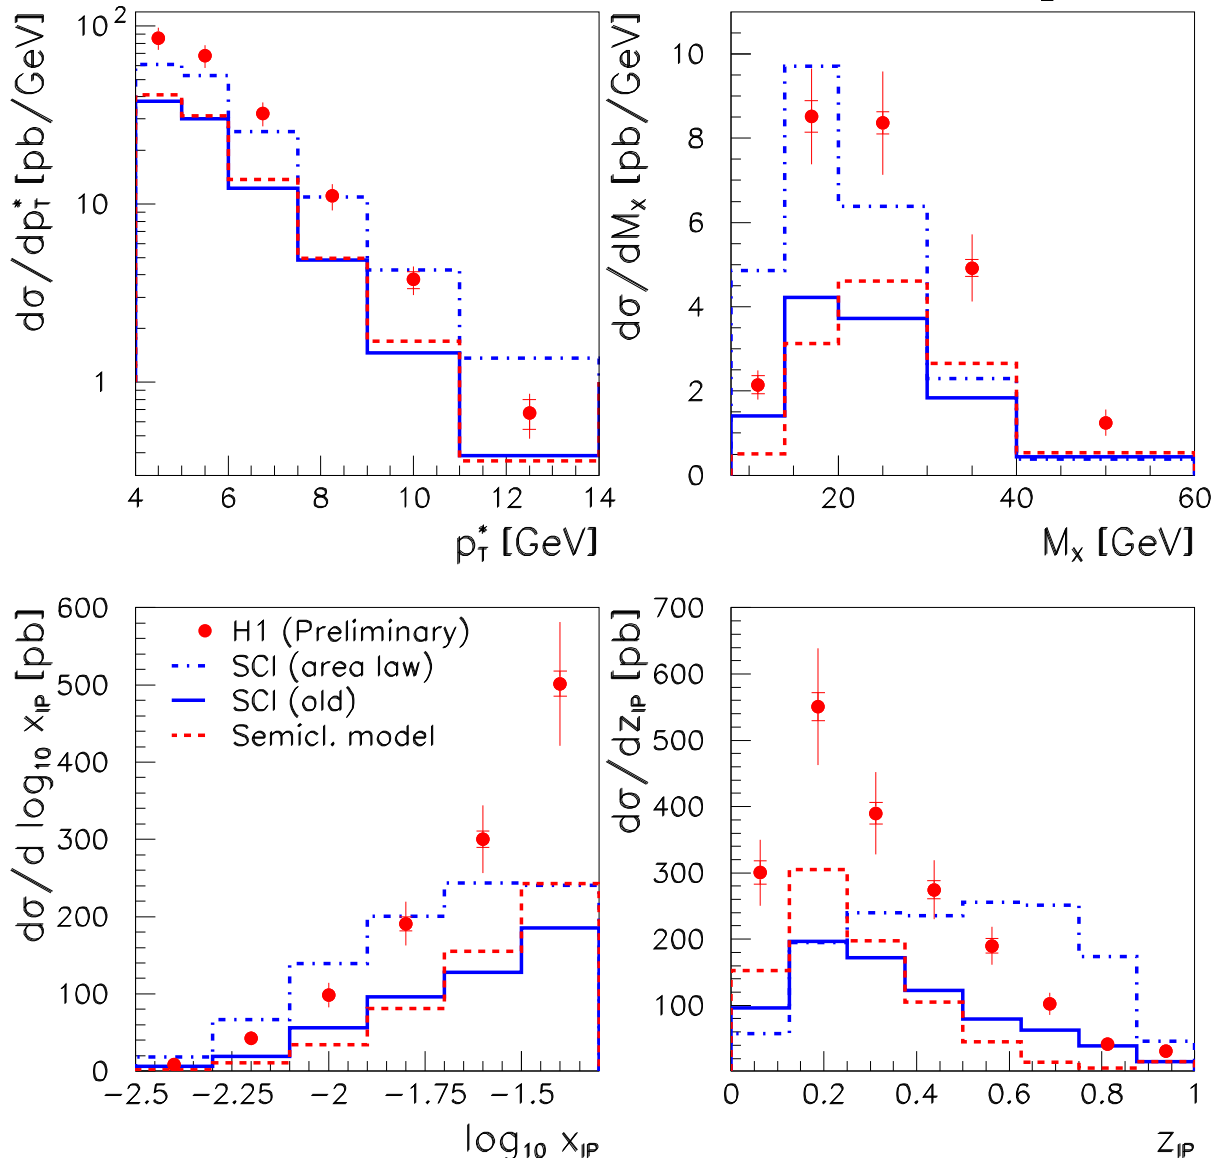 dσ/dp*T [pb/GeV]
10²
10
1
4 6 8 10 12 14
p*T [GeV]
dσ/dMX [pb/GeV]
10
8
6
4
2
0
20 40 60
MX [GeV]
dσ/d log10 xIP [pb]
600
500
400
300
200
100
0
H1 (Preliminary)
SCI (area law)
SCI (old)
Semicl. model
-2.5 -2.25 -2 -1.75 -1.5
log10 xIP
dσ/dzIP [pb]
700
600
500
400
300
200
100
0 0.2 0.4 0.6 0.8 1
zIP